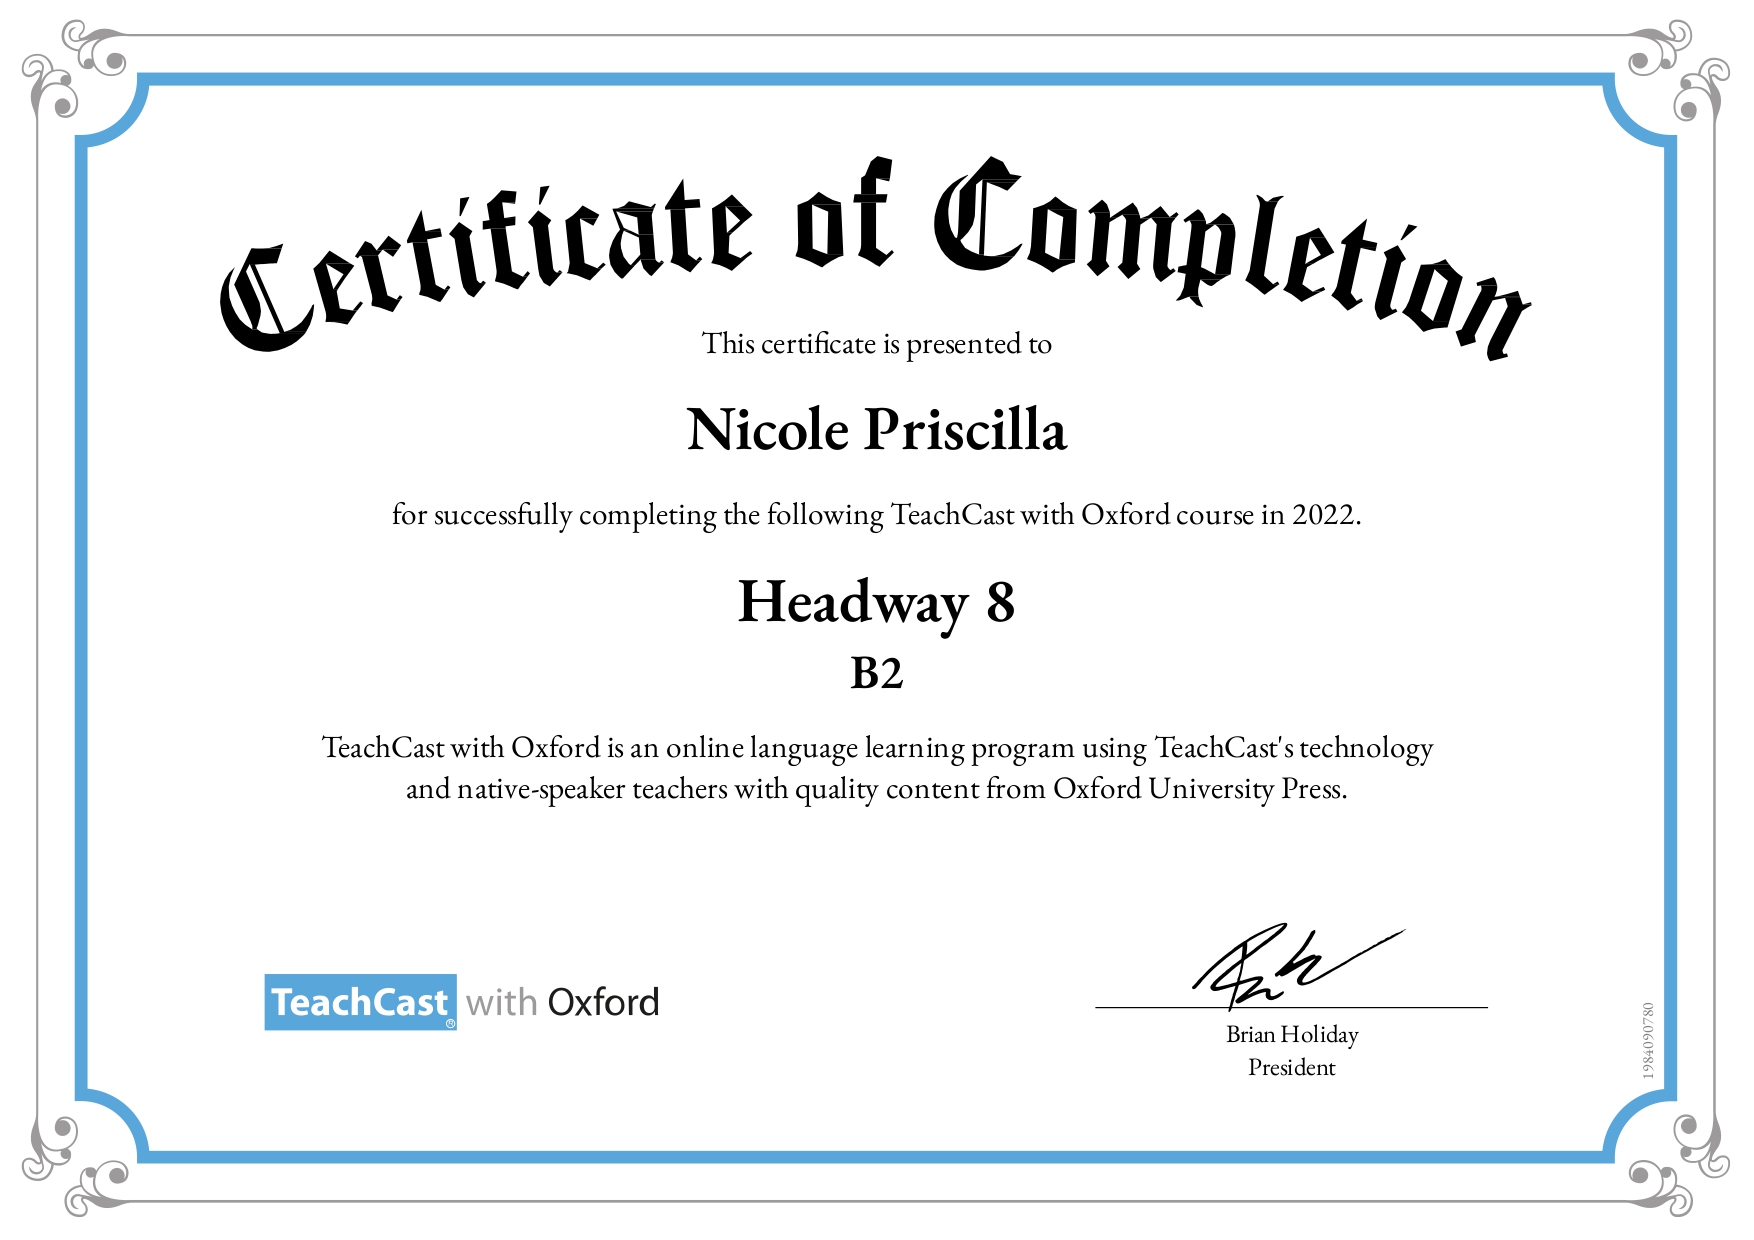 Certificate of Completion
This certificate is presented to
Nicole Priscilla
for successfully completing the following TeachCast with Oxford course in 2022.
Headway 8
B2
TeachCast with Oxford is an online language learning program using TeachCast's technology
and native-speaker teachers with quality content from Oxford University Press.
TeachCast® with Oxford
Brian Holiday
President
1984090780